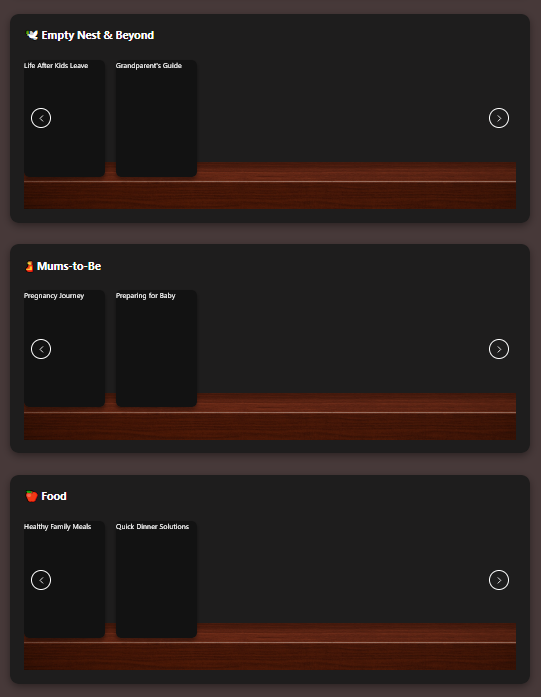 Empty Nest & Beyond
Life After Kids Leave
Grandparent's Guide
Mums-to-Be
Pregnancy Journey
Preparing for Baby
Food
Healthy Family Meals
Quick Dinner Solutions